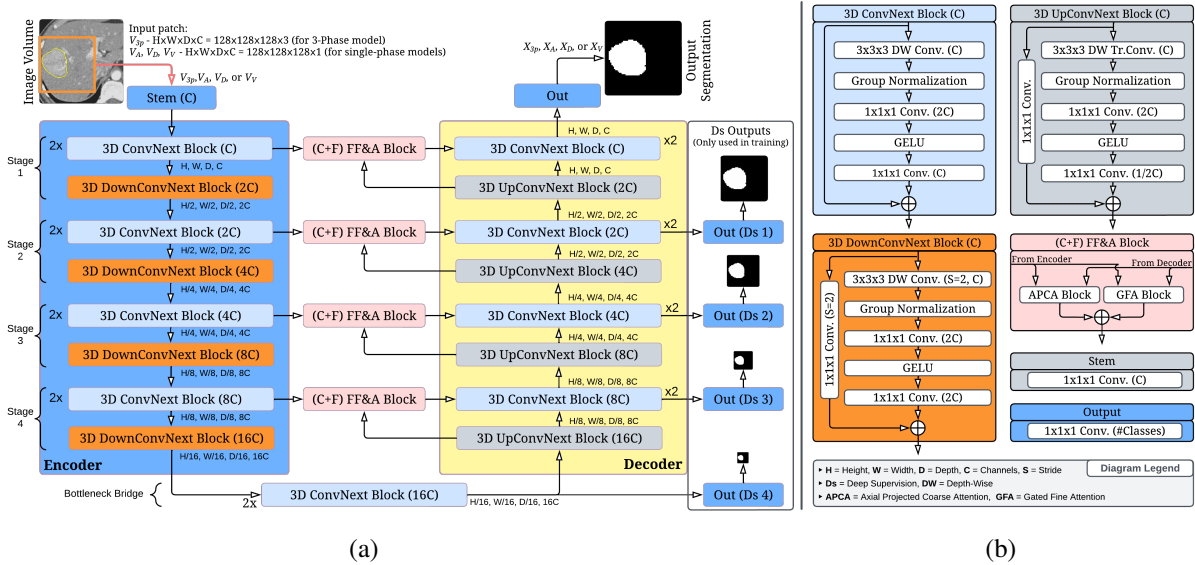 Image Volume
Input patch:
V3p - HxWxDxC = 128x128x128x3 (for 3-Phase model)
VA, VD, VV - HxWxDxC = 128x128x128x1 (for single-phase models)
V3p,VA, VD, or VV
Stem (C)
X3p, XA, XD, or XV
Output Segmentation
Out
Stage 1
2x
3D ConvNext Block (C)
H, W, D, C
3D DownConvNext Block (2C)
H/2, W/2, D/2, 2C
Stage 2
2x
3D ConvNext Block (2C)
H/2, W/2, D/2, 2C
3D DownConvNext Block (4C)
H/4, W/4, D/4, 4C
Stage 3
2x
3D ConvNext Block (4C)
H/4, W/4, D/4, 4C
3D DownConvNext Block (8C)
H/8, W/8, D/8, 8C
Stage 4
2x
3D ConvNext Block (8C)
H/8, W/8, D/8, 8C
3D DownConvNext Block (16C)
H/16, W/16, D/16, 16C
Encoder
(C+F) FF&A Block
(C+F) FF&A Block
(C+F) FF&A Block
(C+F) FF&A Block
H, W, D, C
3D ConvNext Block (C)
x2
H, W, D, C
3D UpConvNext Block (2C)
H/2, W/2, D/2, 2C
3D ConvNext Block (2C)
x2
H/2, W/2, D/2, 2C
3D UpConvNext Block (4C)
H/4, W/4, D/4, 4C
3D ConvNext Block (4C)
x2
H/4, W/4, D/4, 4C
3D UpConvNext Block (8C)
H/8, W/8, D/8, 8C
3D ConvNext Block (8C)
x2
H/8, W/8, D/8, 8C
3D UpConvNext Block (16C)
Decoder
Bottleneck Bridge
2x
3D ConvNext Block (16C)
H/16, W/16, D/16, 16C
Ds Outputs
(Only used in training)
Out (Ds 1)
Out (Ds 2)
Out (Ds 3)
Out (Ds 4)
(a)
3D ConvNext Block (C)
3x3x3 DW Conv. (C)
Group Normalization
1x1x1 Conv. (2C)
GELU
1x1x1 Conv. (C)
3D UpConvNext Block (C)
3x3x3 DW Tr.Conv. (C)
Group Normalization
1x1x1 Conv.
1x1x1 Conv. (2C)
GELU
1x1x1 Conv. (1/2C)
3D DownConvNext Block (C)
3x3x3 DW Conv. (S=2, C)
Group Normalization
1x1x1 Conv. (S=2)
1x1x1 Conv. (2C)
GELU
1x1x1 Conv. (2C)
(C+F) FF&A Block
From Encoder
From Decoder
APCA Block
GFA Block
Stem
1x1x1 Conv. (C)
Output
1x1x1 Conv. (#Classes)
Diagram Legend
‣ H = Height, W = Width, D = Depth, C = Channels, S = Stride
‣ Ds = Deep Supervision, DW = Depth-Wise
‣ APCA = Axial Projected Coarse Attention, GFA = Gated Fine Attention
(b)